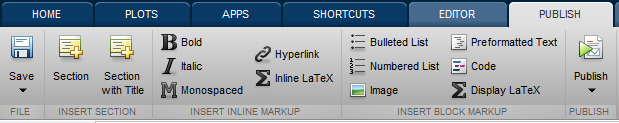 HOME PLOTS APPS SHORTCUTS EDITOR PUBLISH
Save
Section
Section
with Title
Bold
Italic
Monospaced
Hyperlink
Inline LaTeX
Bulleted List
Numbered List
Image
Preformatted Text
Code
Display LaTeX
Publish
FILE INSERT SECTION INSERT INLINE MARKUP INSERT BLOCK MARKUP PUBLISH